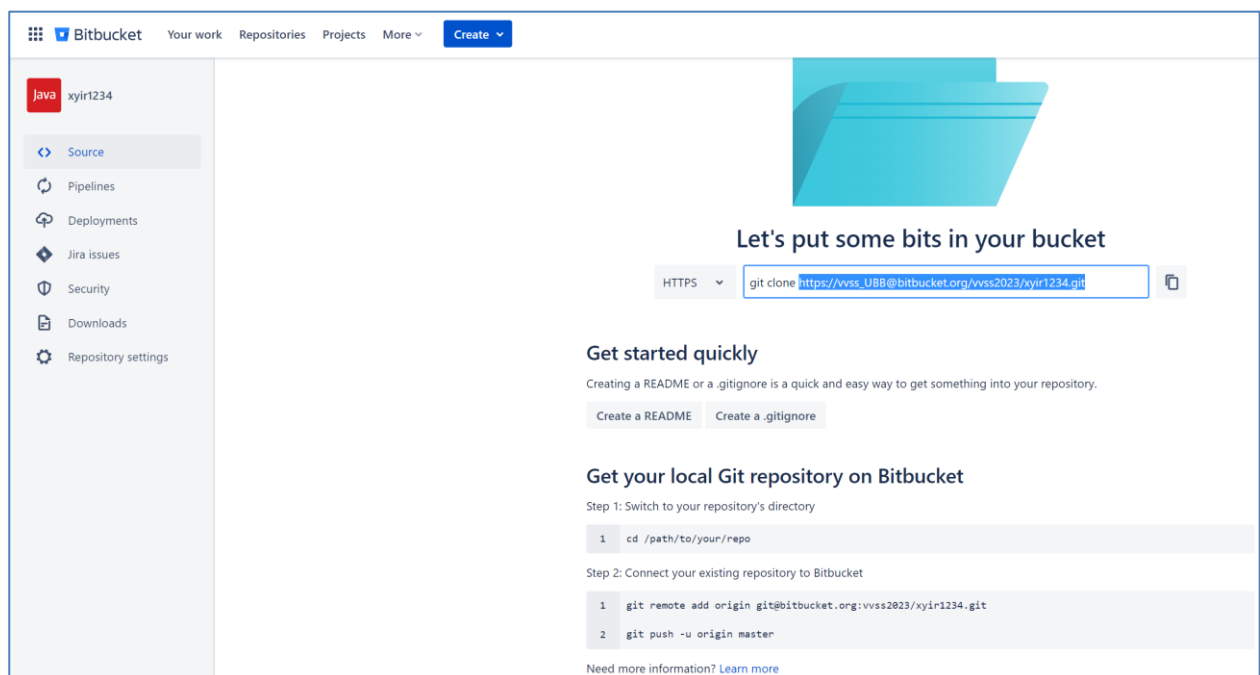 Bitbucket Your work Repositories Projects More Create
Java xyir1234
Source
Pipelines
Deployments
Jira issues
Security
Downloads
Repository settings
Let's put some bits in your bucket
HTTPS git clone https://vvss_UBB@bitbucket.org/vvss2023/xyir1234.git
Get started quickly
Creating a README or a .gitignore is a quick and easy way to get something into your repository.
Create a README Create a .gitignore
Get your local Git repository on Bitbucket
Step 1: Switch to your repository's directory
1 cd /path/to/your/repo
Step 2: Connect your existing repository to Bitbucket
1 git remote add origin git@bitbucket.org:vvss2023/xyir1234.git
2 git push -u origin master
Need more information? Learn more